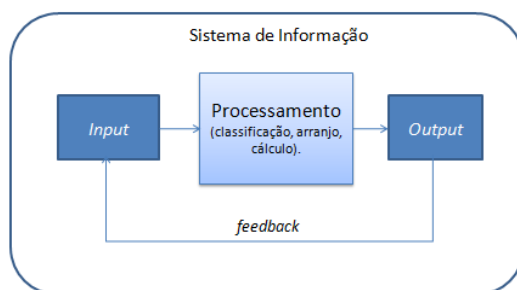 Sistema de Informação
Input
Processamento
(classificação, arranjo,
cálculo).
Output
feedback